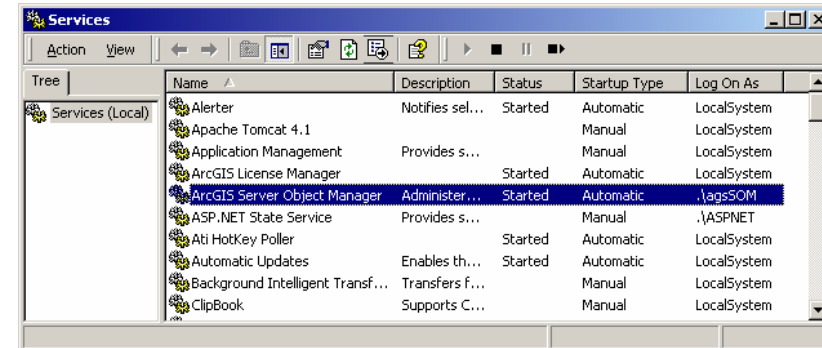 Services
Action View
Tree
Name Description Status Startup Type Log On As
Services (Local)
Alerter Notifies sel... Started Automatic LocalSystem
Apache Tomcat 4.1 Manual LocalSystem
Application Management Provides s... Manual LocalSystem
ArcGIS License Manager Started Automatic LocalSystem
ArcGIS Server Object Manager Administer... Started Automatic .\agsSOM
ASP.NET State Service Provides s... Manual .\ASPNET
Ati HotKey Poller Started Automatic LocalSystem
Automatic Updates Enables th... Started Automatic LocalSystem
Background Intelligent Transf... Transfers f... Manual LocalSystem
ClipBook Supports C... Manual LocalSystem